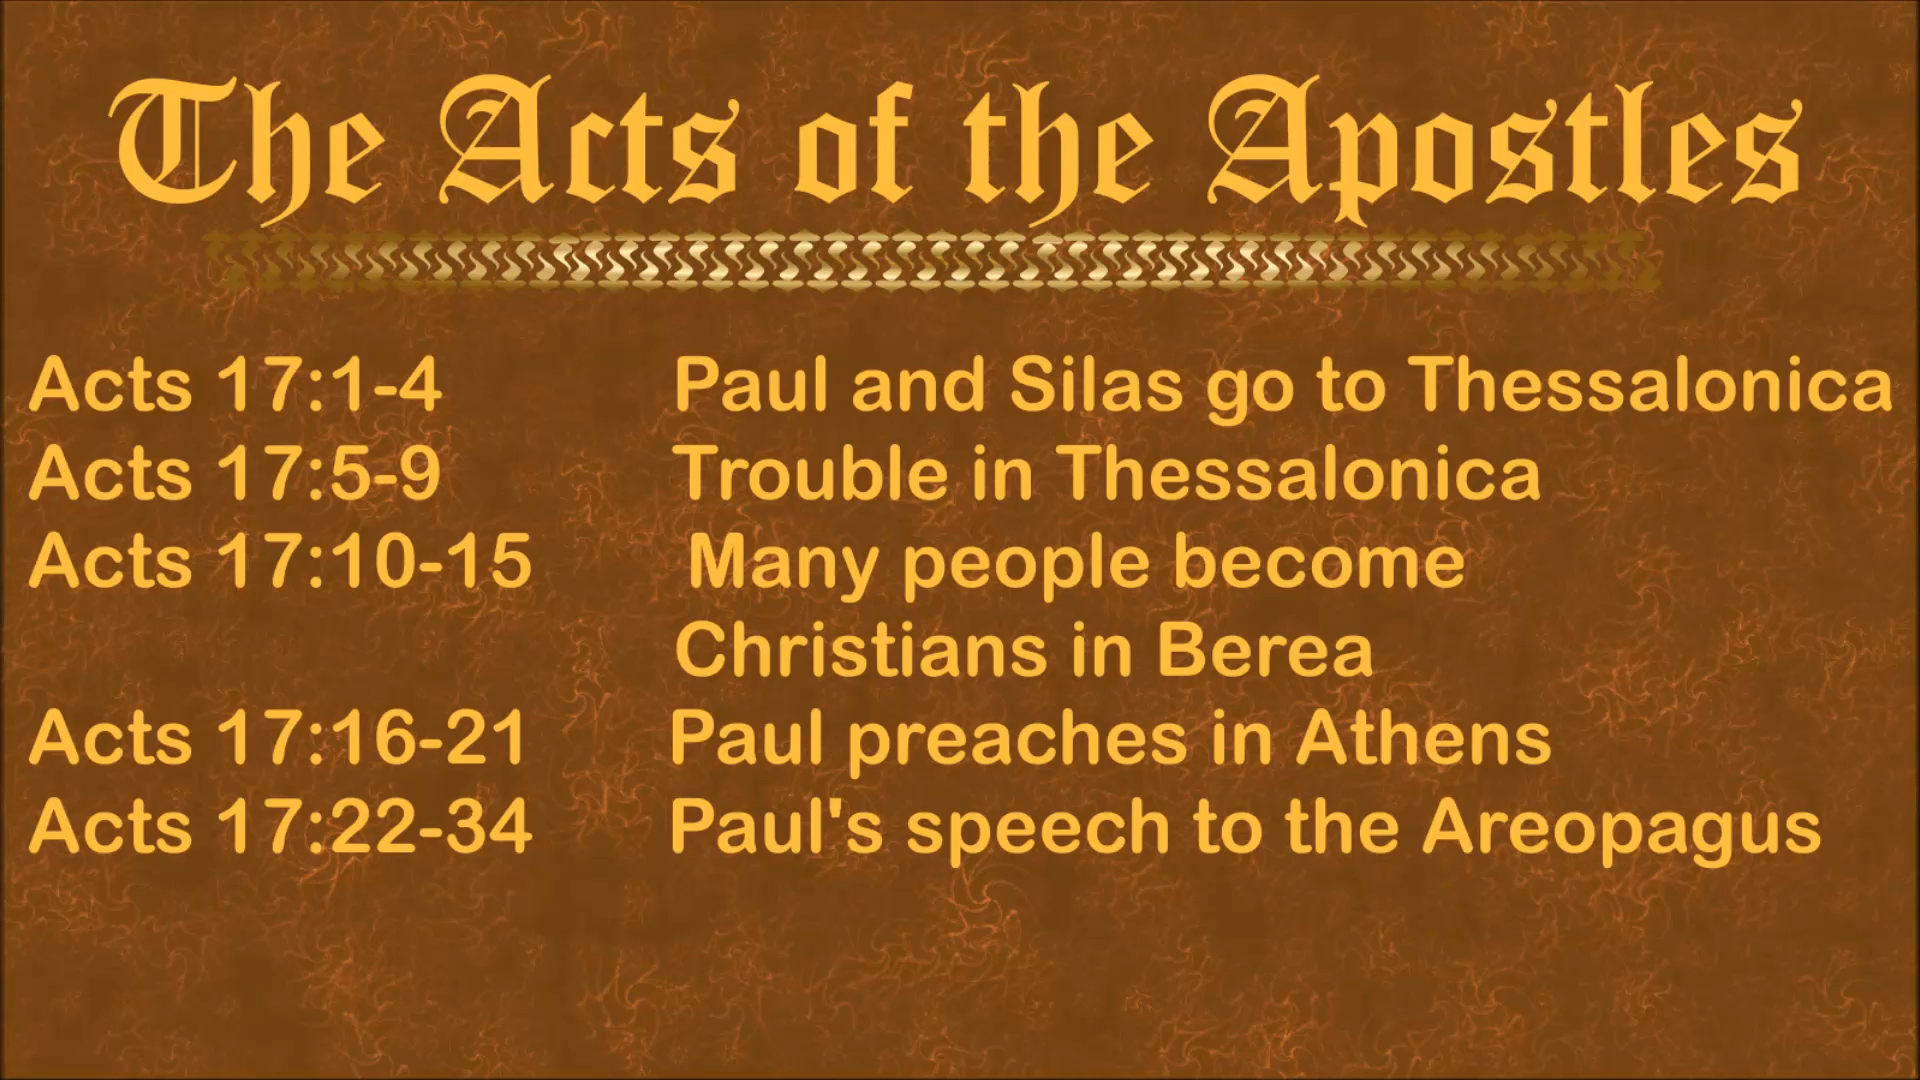 The Acts of the Apostles
Acts 17:1-4 Paul and Silas go to Thessalonica
Acts 17:5-9 Trouble in Thessalonica
Acts 17:10-15 Many people become
Christians in Berea
Acts 17:16-21 Paul preaches in Athens
Acts 17:22-34 Paul's speech to the Areopagus